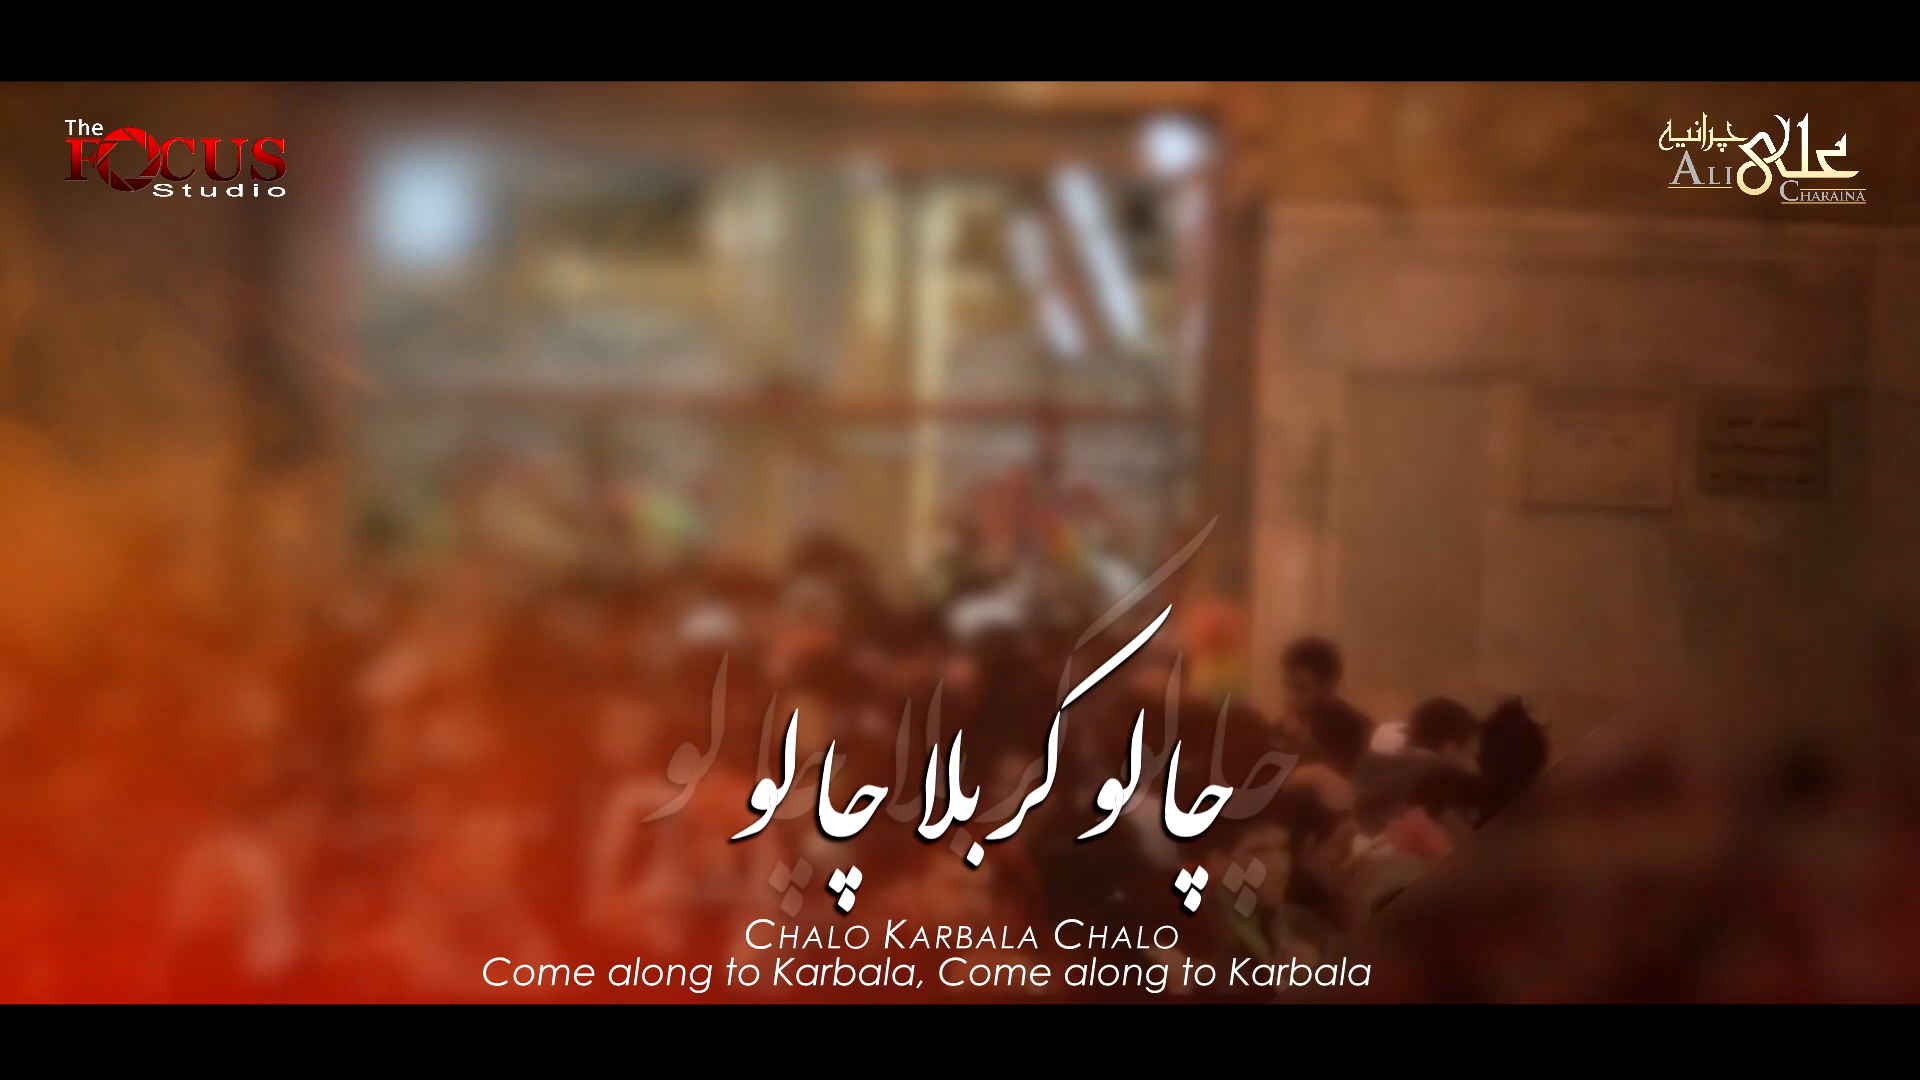 The
FOCUS
Studio
علی
چرانیہ
ALI
CHARAINA
چالو کربلا چالو
CHALO KARBALA CHALO
Come along to Karbala, Come along to Karbala